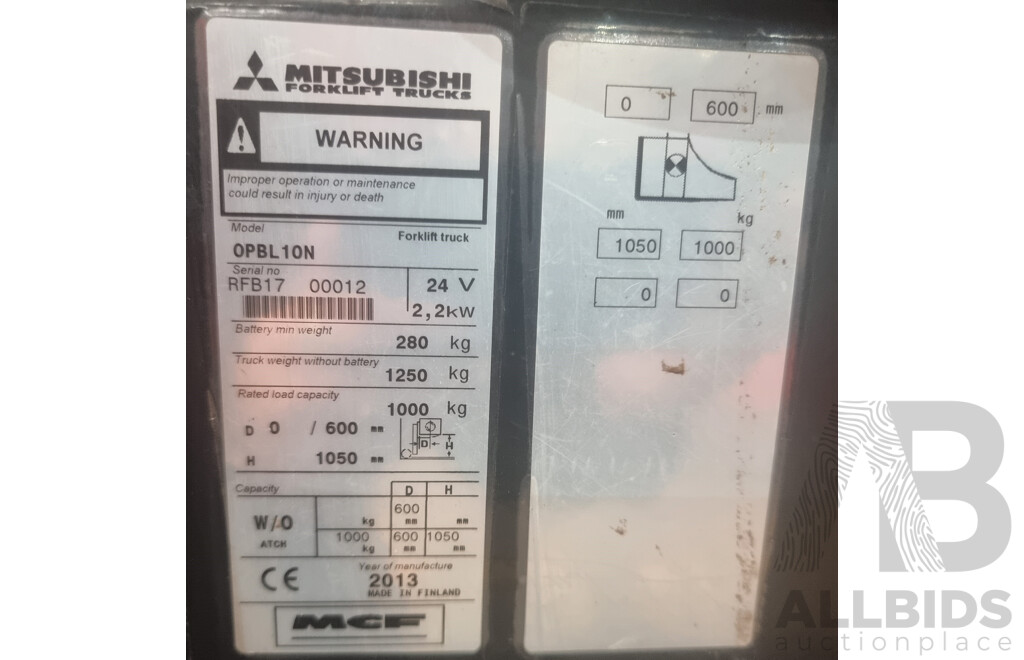 MITSUBISHI
FORKLIFT TRUCKS
WARNING
Improper operation or maintenance
could result in injury or death
Model Forklift truck
OPBL10N
Serial no
RFB17 00012 24 V
2,2kW
Battery min weight
280 kg
Truck weight without battery
1250 kg
Rated load capacity
1000 kg
D 0 / 600 mm D H
H 1050 mm
Capacity D H
600
W/O kg mm mm
ATCH 1000 600 1050
kg mm mm
Year of manufacture
CE 2013
MADE IN FINLAND
MCF
0 600 mm
mm kg
1050 1000
0 0
AB
ALLBIDS
auctionplace